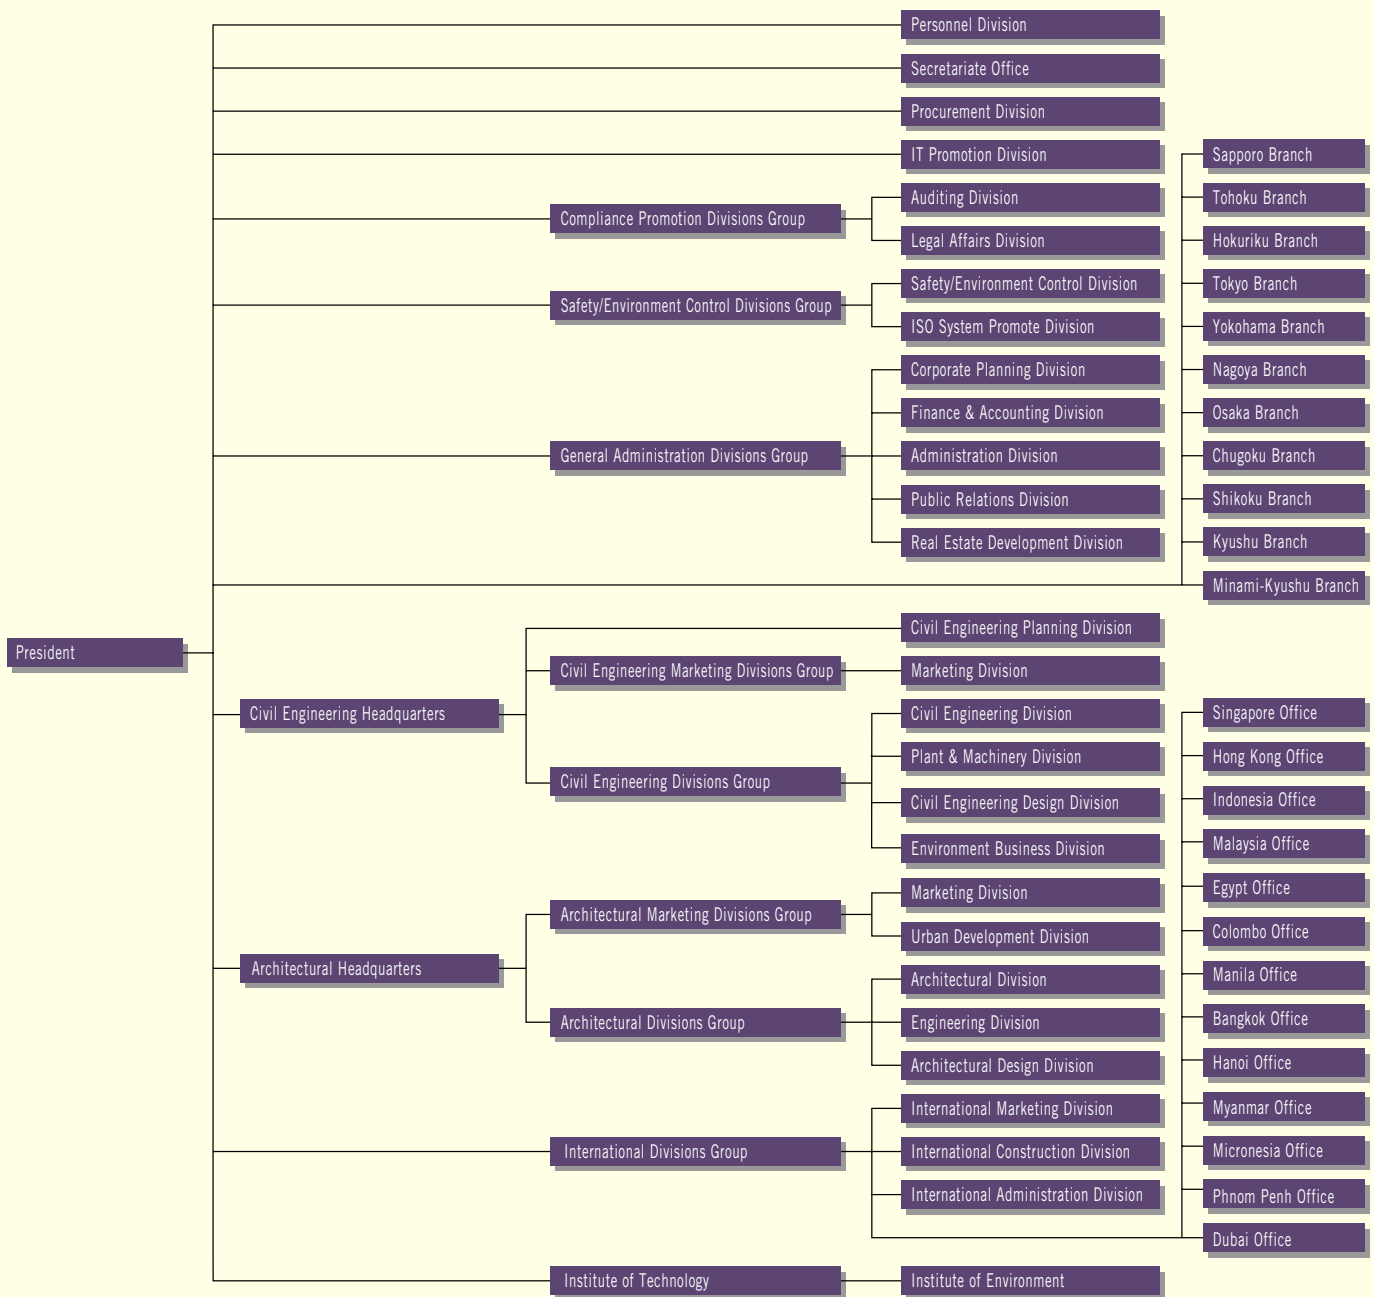 Personnel Division
Secretariate Office
Procurement Division
IT Promotion Division
Sapporo Branch
Auditing Division
Tohoku Branch
Compliance Promotion Divisions Group
Legal Affairs Division
Hokuriku Branch
Safety/Environment Control Division
Tokyo Branch
Safety/Environment Control Divisions Group
ISO System Promote Division
Yokohama Branch
Corporate Planning Division
Nagoya Branch
Finance & Accounting Division
Osaka Branch
General Administration Divisions Group
Administration Division
Chugoku Branch
Public Relations Division
Shikoku Branch
Real Estate Development Division
Kyushu Branch
Minami-Kyushu Branch
President
Civil Engineering Planning Division
Civil Engineering Marketing Divisions Group
Marketing Division
Civil Engineering Headquarters
Civil Engineering Division
Singapore Office
Plant & Machinery Division
Hong Kong Office
Civil Engineering Divisions Group
Civil Engineering Design Division
Indonesia Office
Environment Business Division
Malaysia Office
Marketing Division
Egypt Office
Architectural Marketing Divisions Group
Urban Development Division
Colombo Office
Architectural Headquarters
Architectural Division
Manila Office
Architectural Divisions Group
Engineering Division
Bangkok Office
Architectural Design Division
Hanoi Office
International Marketing Division
Myanmar Office
International Divisions Group
International Construction Division
Micronesia Office
International Administration Division
Phnom Penh Office
Dubai Office
Institute of Technology
Institute of Environment